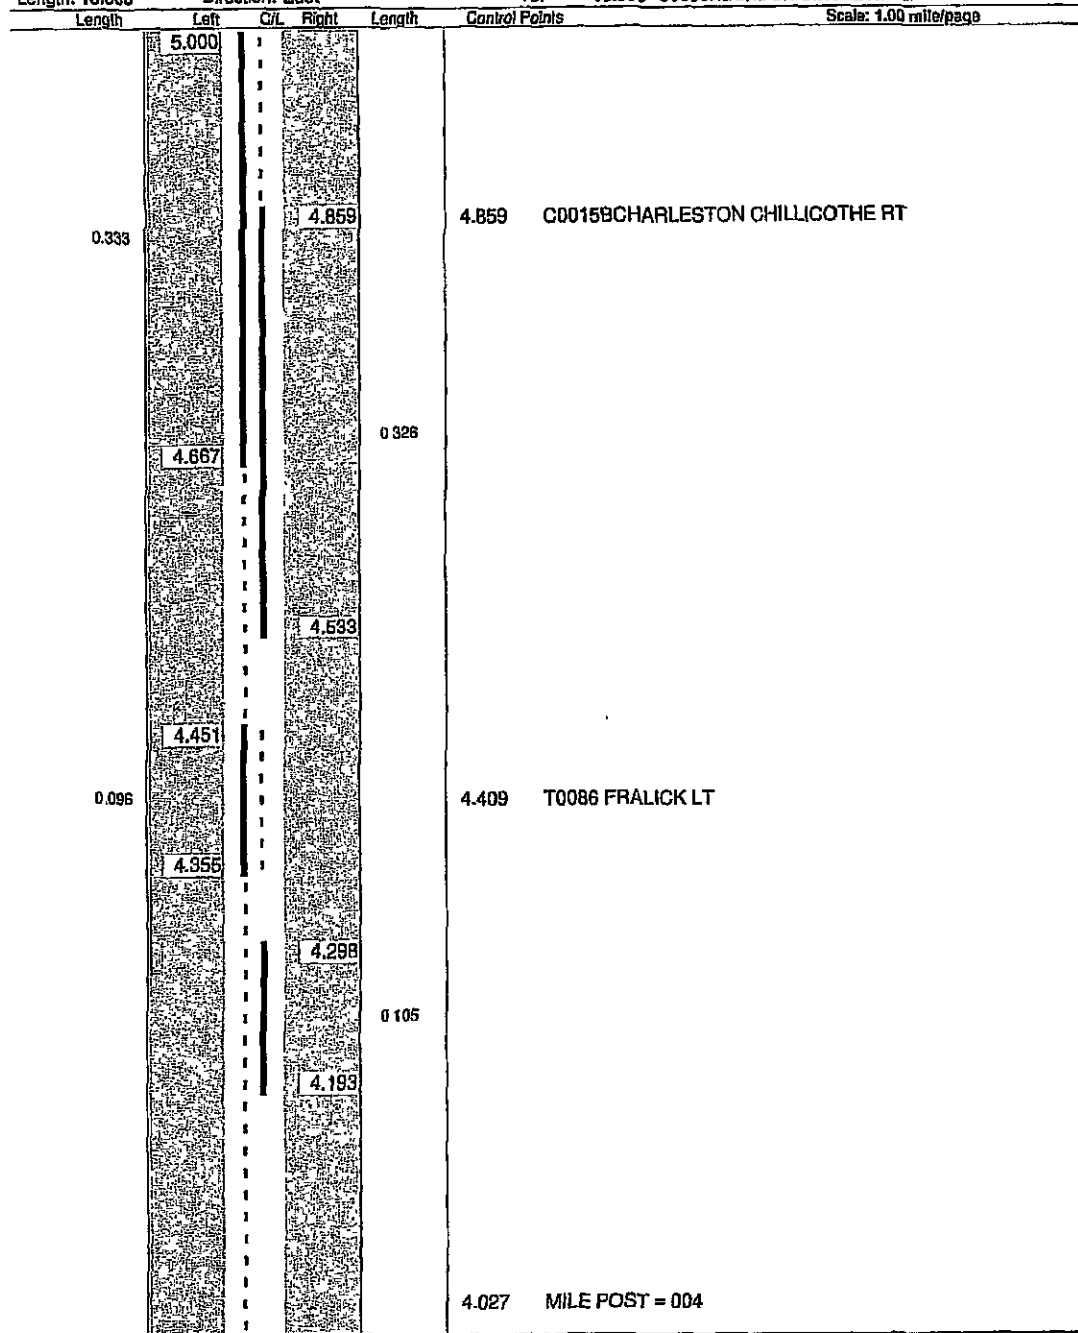 Length Left C/L Right Length Control Points Scale: 1.00 mile/page
5.000
4.859 4.859 C0015BCHARLESTON CHILLICOTHE RT
0.333
0.326
4.667
4.533
4.451
0.096 4.409 T0086 FRALICK LT
4.355
4.298
0.105
4.193
4.027 MILE POST = 004